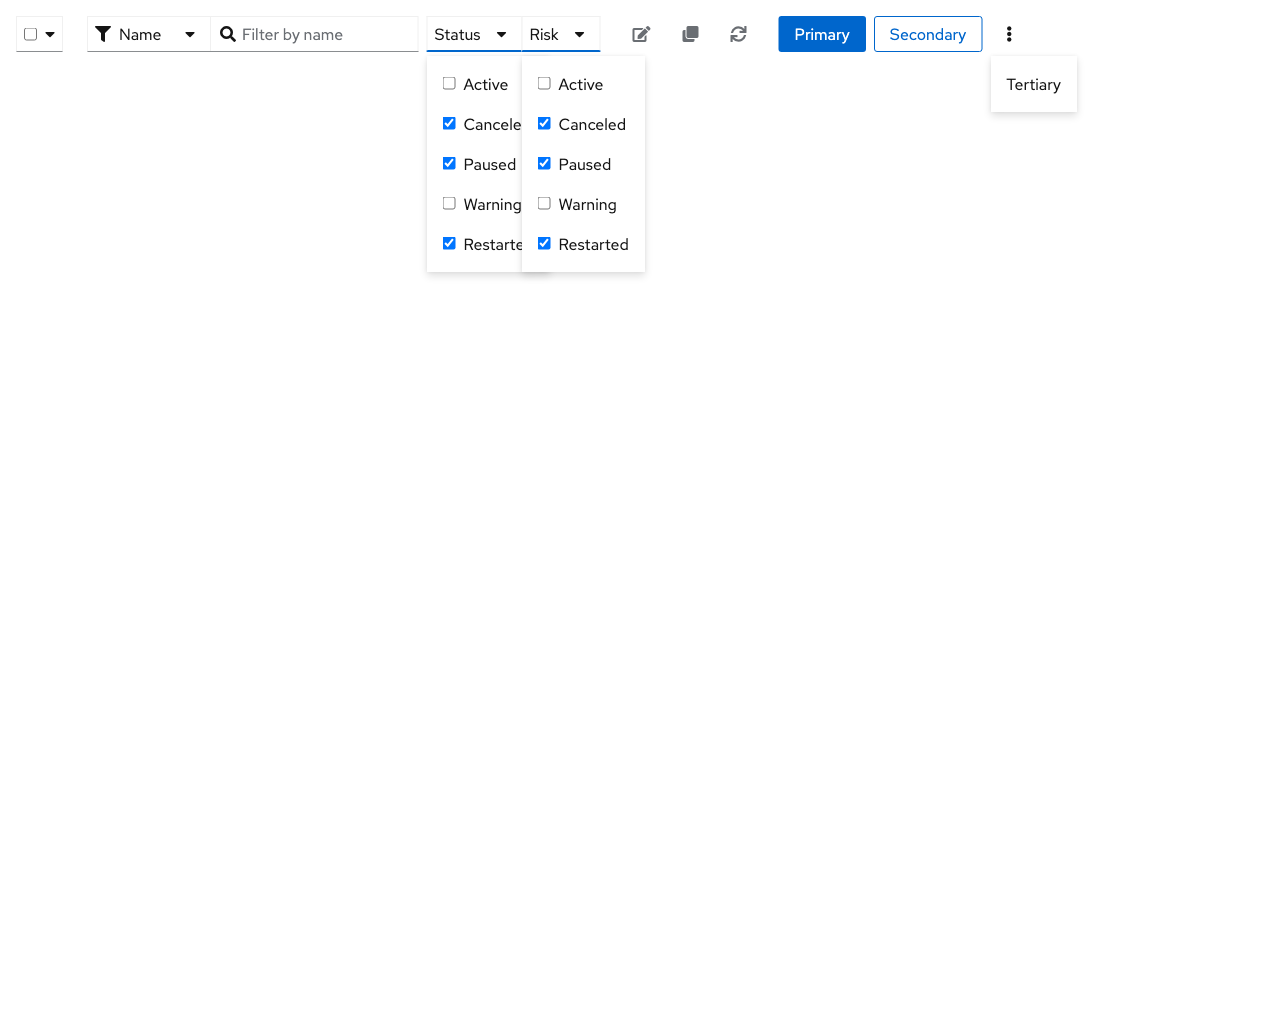 Name Filter by name Status Risk Primary Secondary
Active Active Tertiary
Cancele Canceled
Paused Paused
Warning Warning
Restarte Restarted